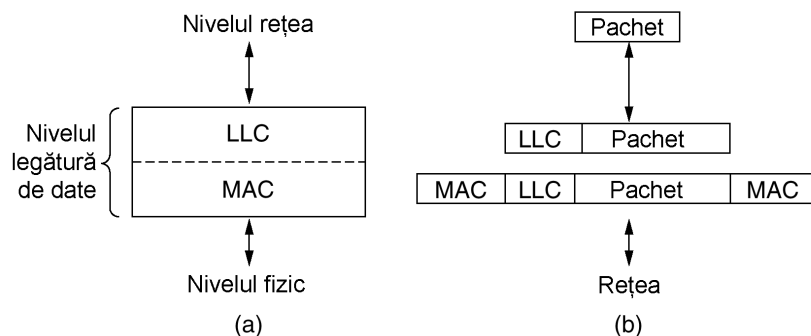 Nivelul rețea
Nivelul
legătură
de date
LLC
MAC
Nivelul fizic
(a)
Pachet
LLC Pachet
MAC LLC Pachet MAC
Rețea
(b)